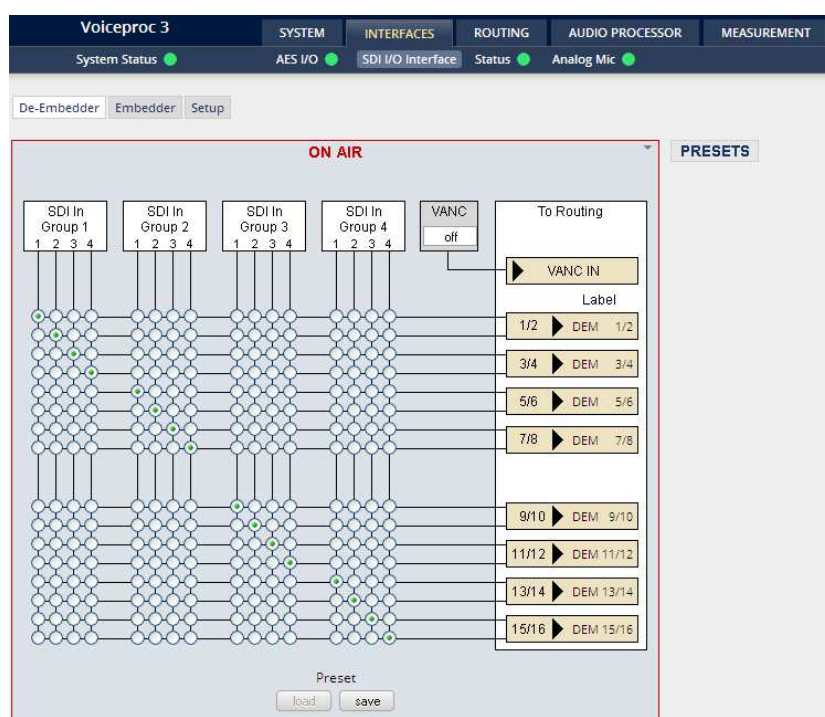 Voiceproc 3 SYSTEM INTERFACES ROUTING AUDIO PROCESSOR MEASUREMENT
System Status AES I/O SDI I/O Interface Status Analog Mic
De-Embedder Embedder Setup
ON AIR PRESETS
SDI In SDI In SDI In SDI In VANC To Routing
Group 1 Group 2 Group 3 Group 4 off
1 2 3 4 1 2 3 4 1 2 3 4 1 2 3 4
VANC IN
Label
1/2 DEM 1/2
3/4 DEM 3/4
5/6 DEM 5/6
7/8 DEM 7/8
9/10 DEM 9/10
11/12 DEM 11/12
13/14 DEM 13/14
15/16 DEM 15/16
Preset
load save